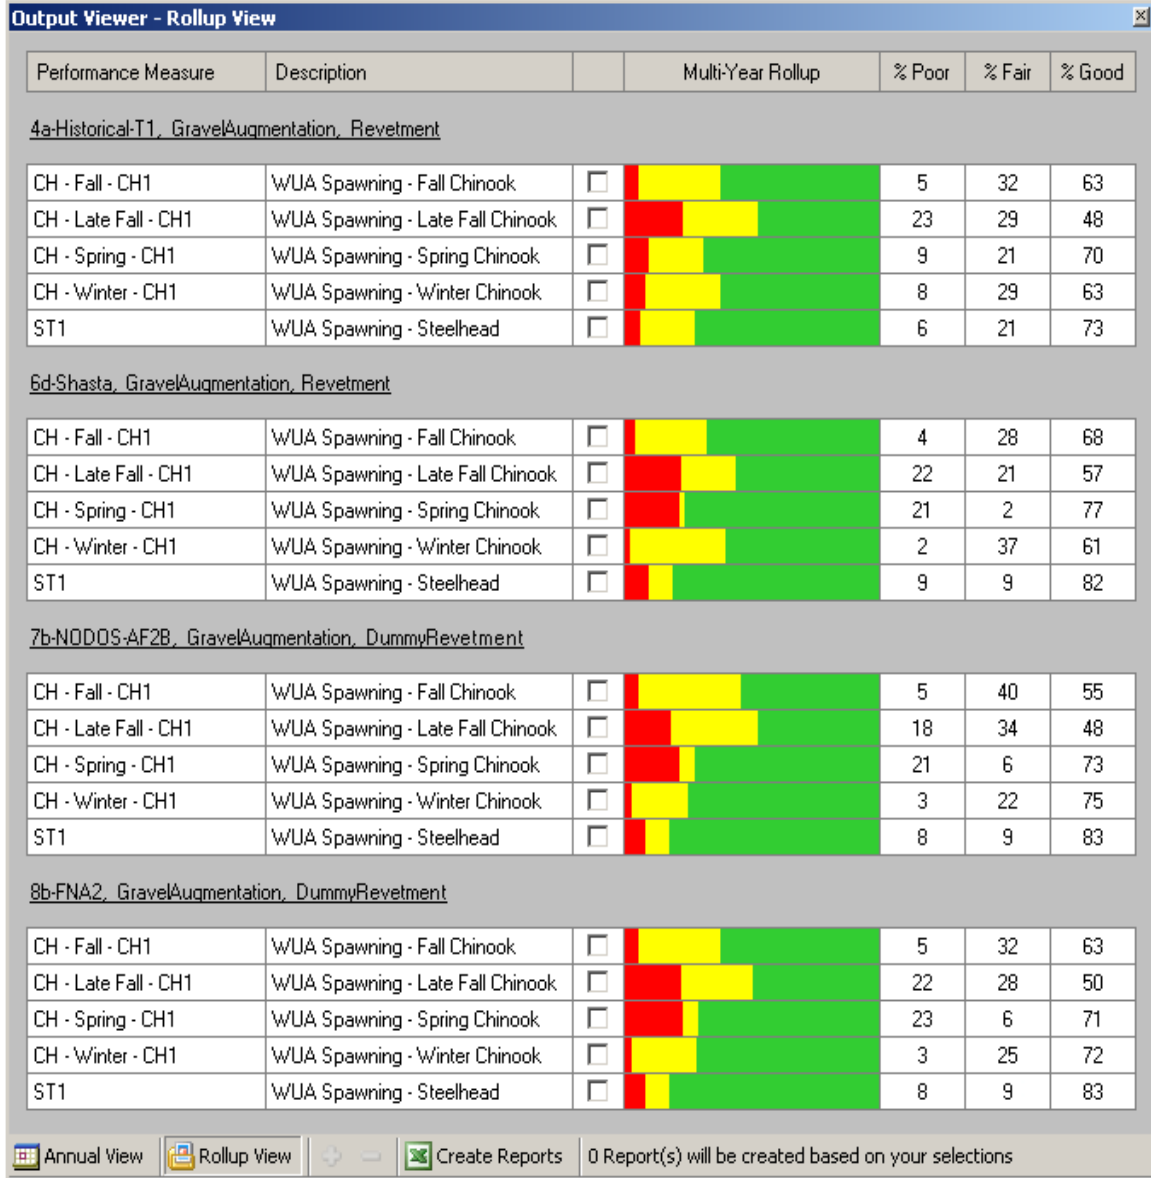 Output Viewer - Rollup View
Performance Measure Description Multi-Year Rollup % Poor % Fair % Good
4a-Historical-T1, GravelAugmentation, Revetment
CH - Fall - CH1 WUA Spawning - Fall Chinook 5 32 63
CH - Late Fall - CH1 WUA Spawning - Late Fall Chinook 23 29 48
CH - Spring - CH1 WUA Spawning - Spring Chinook 9 21 70
CH - Winter - CH1 WUA Spawning - Winter Chinook 8 29 63
ST1 WUA Spawning - Steelhead 6 21 73
6d-Shasta, GravelAugmentation, Revetment
CH - Fall - CH1 WUA Spawning - Fall Chinook 4 28 68
CH - Late Fall - CH1 WUA Spawning - Late Fall Chinook 22 21 57
CH - Spring - CH1 WUA Spawning - Spring Chinook 21 2 77
CH - Winter - CH1 WUA Spawning - Winter Chinook 2 37 61
ST1 WUA Spawning - Steelhead 9 9 82
7b-NODOS-AF2B, GravelAugmentation, DummyRevetment
CH - Fall - CH1 WUA Spawning - Fall Chinook 5 40 55
CH - Late Fall - CH1 WUA Spawning - Late Fall Chinook 18 34 48
CH - Spring - CH1 WUA Spawning - Spring Chinook 21 6 73
CH - Winter - CH1 WUA Spawning - Winter Chinook 3 22 75
ST1 WUA Spawning - Steelhead 8 9 83
8b-FNA2, GravelAugmentation, DummyRevetment
CH - Fall - CH1 WUA Spawning - Fall Chinook 5 32 63
CH - Late Fall - CH1 WUA Spawning - Late Fall Chinook 22 28 50
CH - Spring - CH1 WUA Spawning - Spring Chinook 23 6 71
CH - Winter - CH1 WUA Spawning - Winter Chinook 3 25 72
ST1 WUA Spawning - Steelhead 8 9 83
Annual View Rollup View Create Reports 0 Report(s) will be created based on your selections